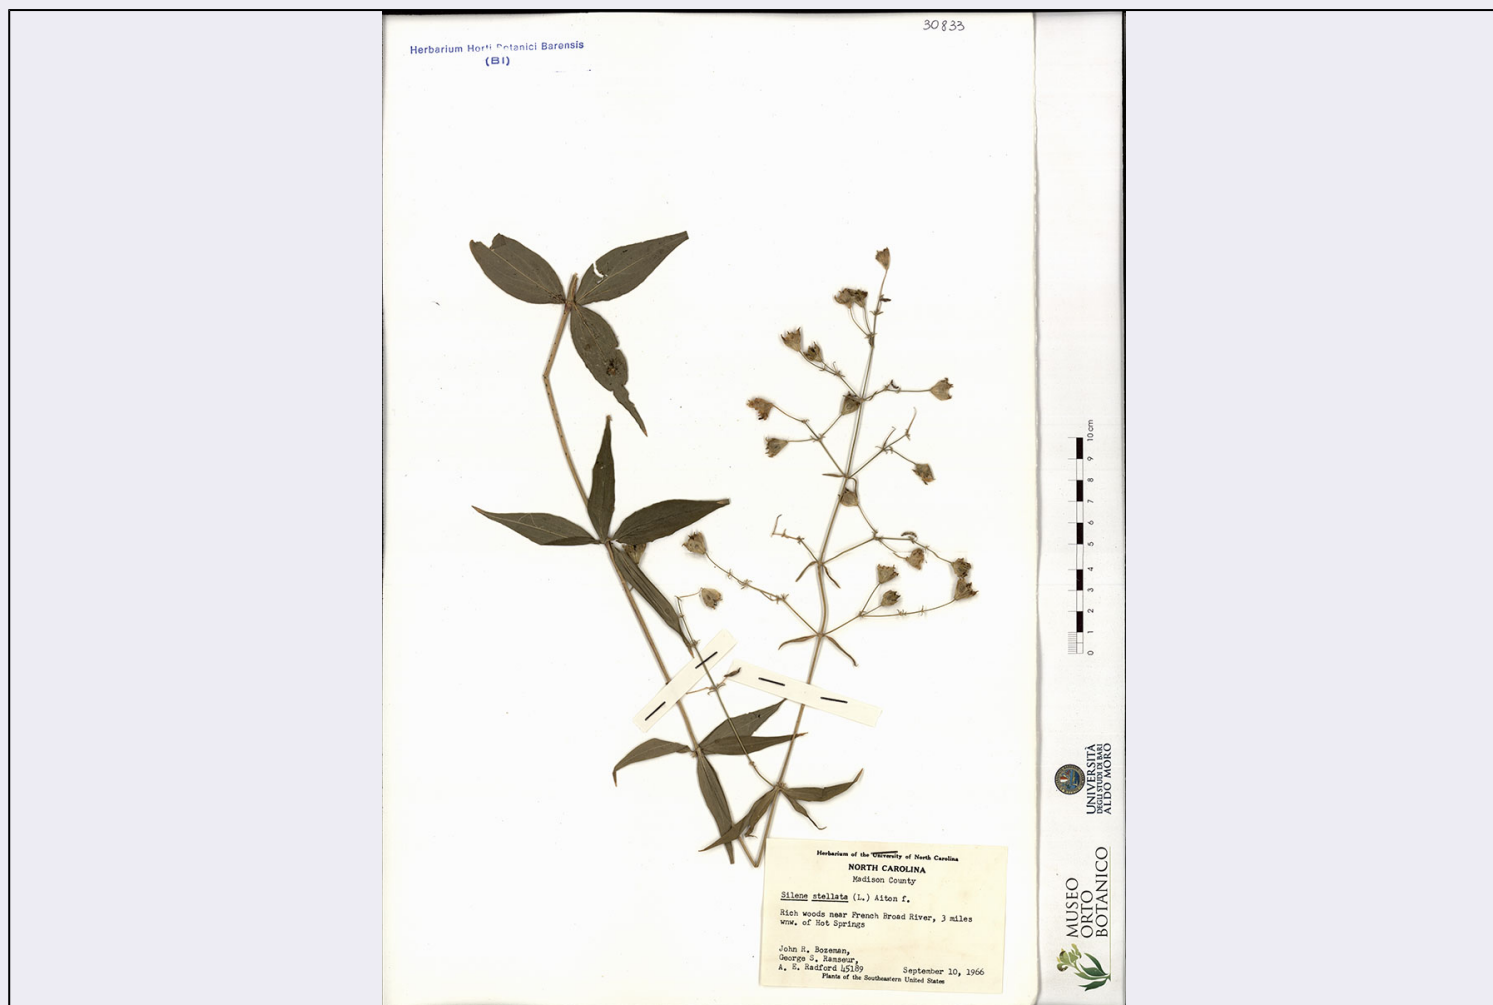 30833
Herbarium Horti Botanici Barensis
(BI)
10 cm
9
8
7
6
5
4
3
2
1
0
UNIVERSITÀ
DEGLI STUDI DI BARI
ALDO MORO
MUSEO
ORTO
BOTANICO
Herbarium of the University of North Carolina
NORTH CAROLINA
Madison County
Silene stellata (L.) Aiton f.
Rich woods near French Broad River, 3 miles
wnw. of Hot Springs
John R. Bozeman,
George S. Ramseur,
A. E. Radford 45189 September 10, 1966
Plants of the Southeastern United States